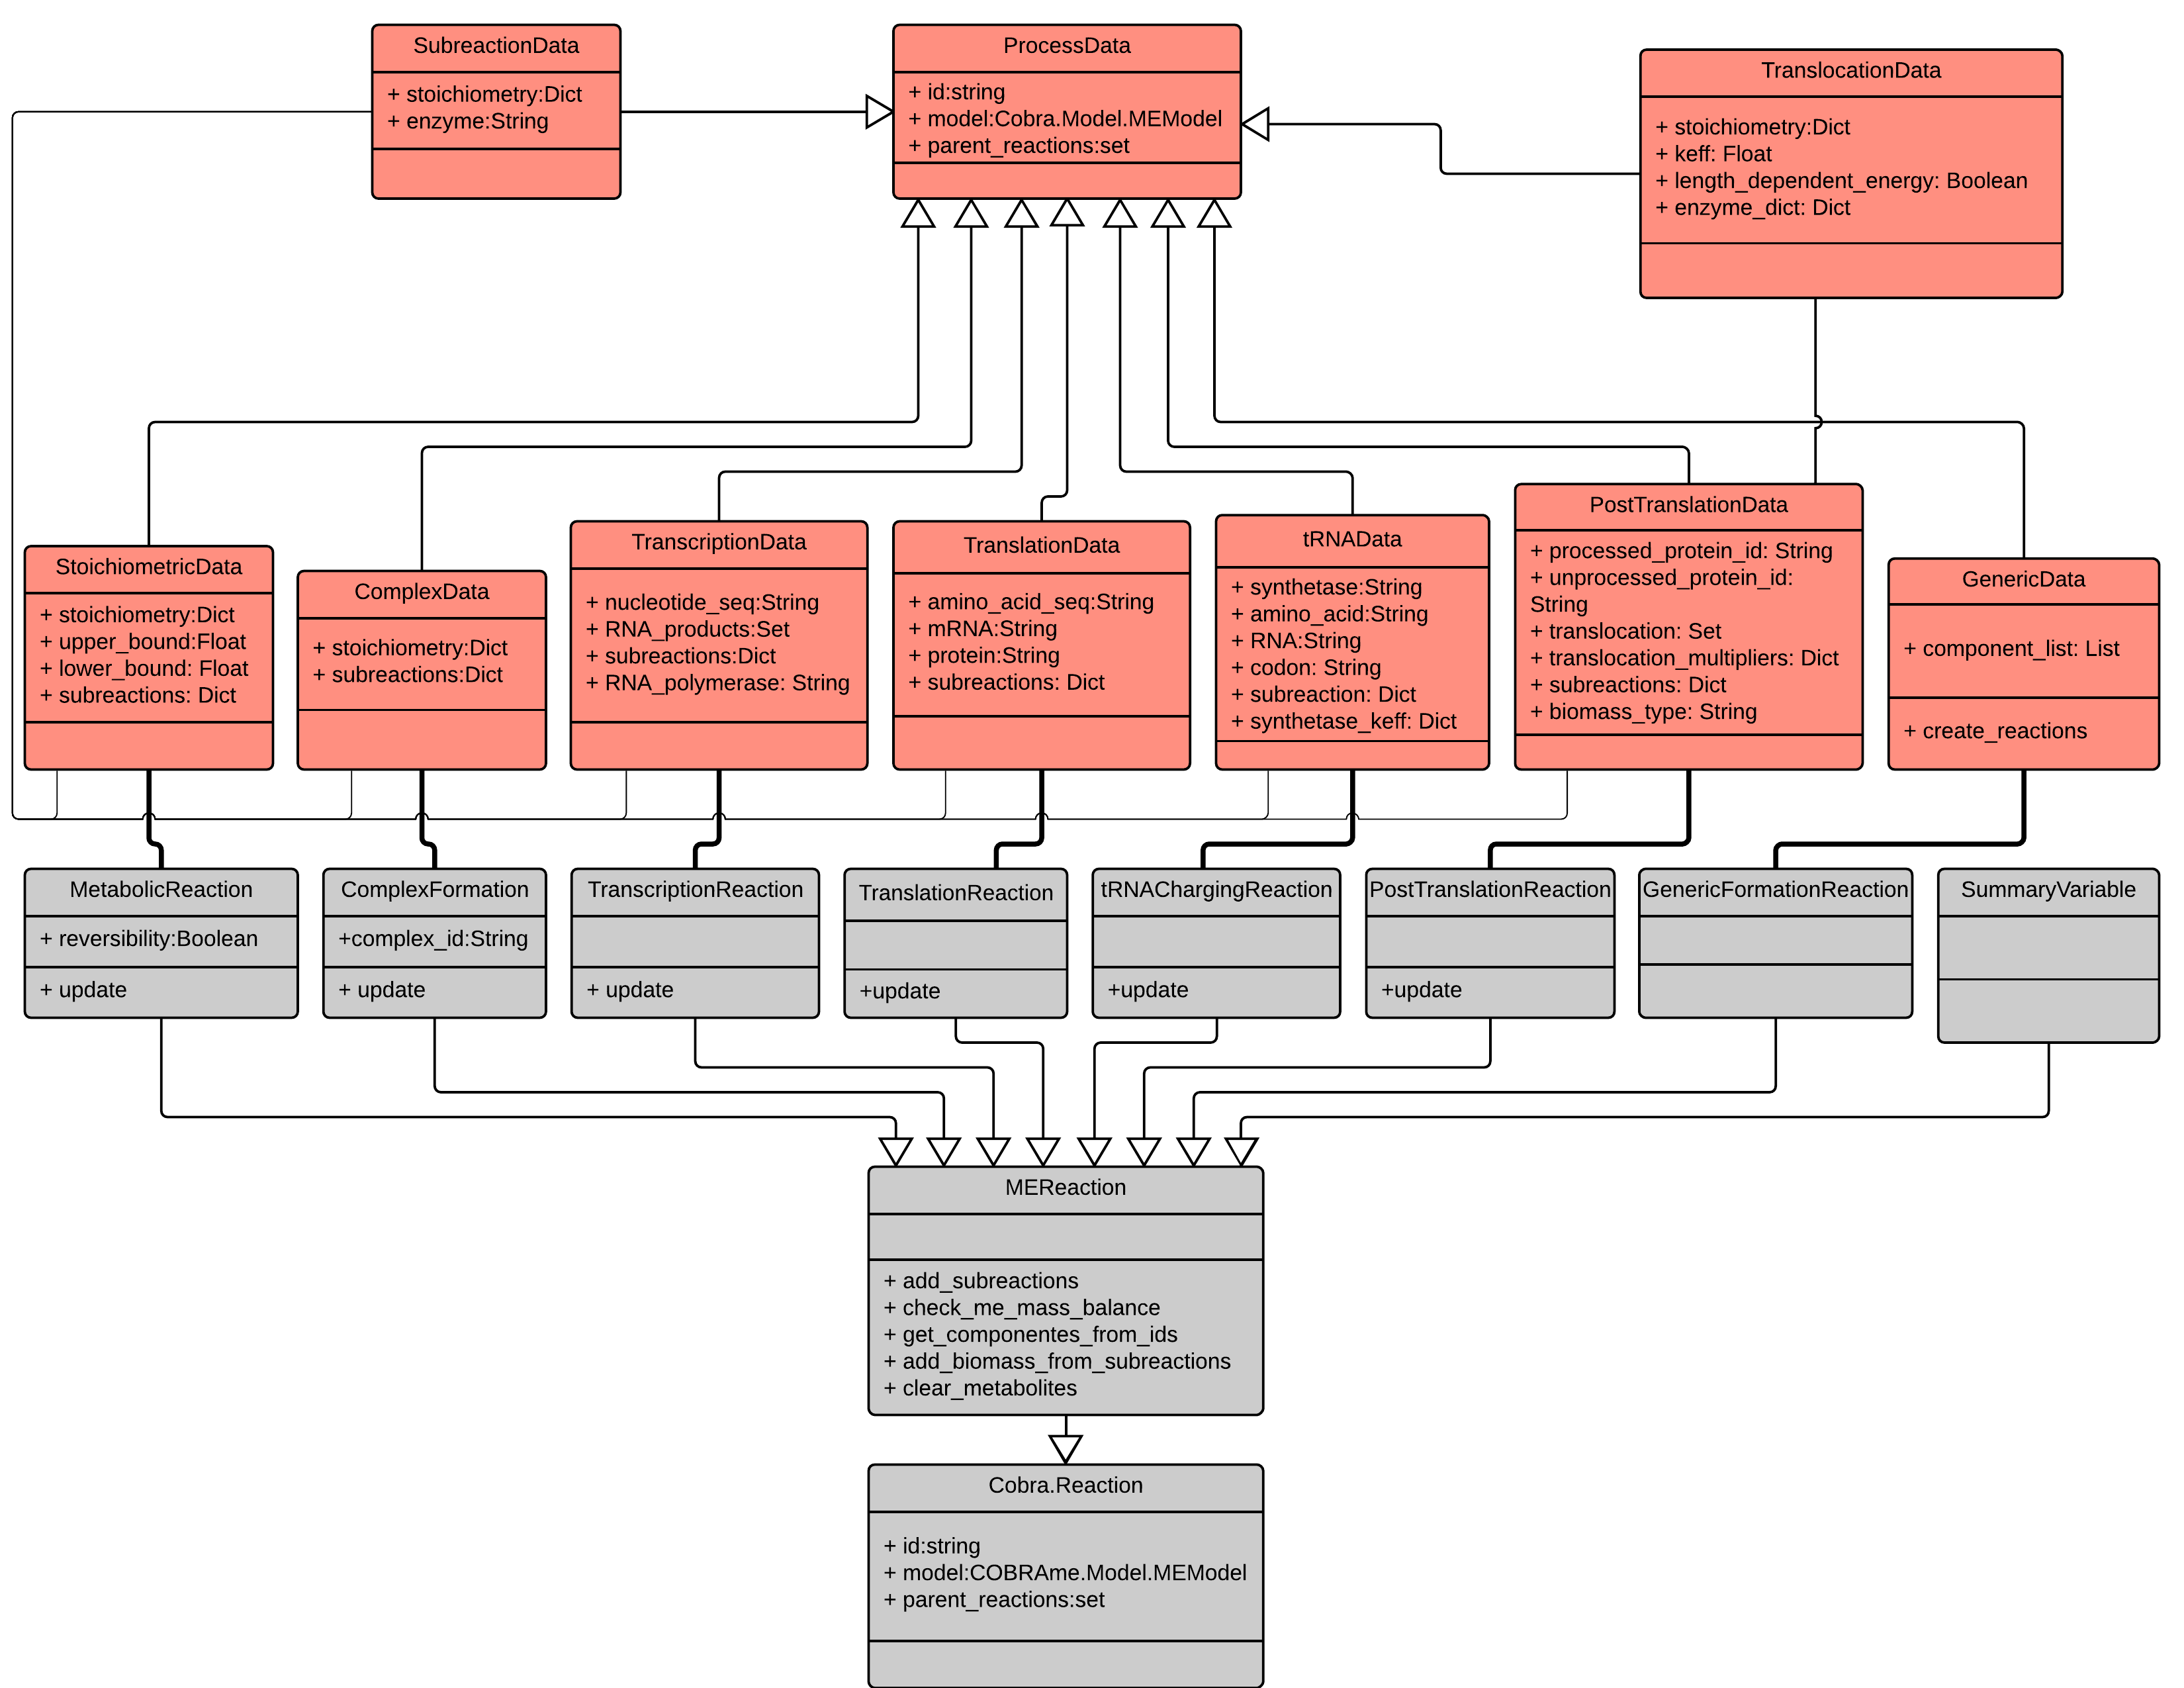 SubreactionData
+ stoichiometry:Dict
+ enzyme:String
ProcessData
+ id:string
+ model:Cobra.Model.MEModel
+ parent_reactions:set
TranslocationData
+ stoichiometry:Dict
+ keff: Float
+ length_dependent_energy: Boolean
+ enzyme_dict: Dict
StoichiometricData
+ stoichiometry:Dict
+ upper_bound:Float
+ lower_bound: Float
+ subreactions: Dict
ComplexData
+ stoichiometry:Dict
+ subreactions:Dict
TranscriptionData
+ nucleotide_seq:String
+ RNA_products:Set
+ subreactions:Dict
+ RNA_polymerase: String
TranslationData
+ amino_acid_seq:String
+ mRNA:String
+ protein:String
+ subreactions: Dict
tRNAData
+ synthetase:String
+ amino_acid:String
+ RNA:String
+ codon: String
+ subreaction: Dict
+ synthetase_keff: Dict
PostTranslationData
+ processed_protein_id: String
+ unprocessed_protein_id:
String
+ translocation: Set
+ translocation_multipliers: Dict
+ subreactions: Dict
+ biomass_type: String
GenericData
+ component_list: List
+ create_reactions
MetabolicReaction
+ reversibility:Boolean
+ update
ComplexFormation
+complex_id:String
+ update
TranscriptionReaction
+ update
TranslationReaction
+update
tRNAChargingReaction
+update
PostTranslationReaction
+update
GenericFormationReaction
SummaryVariable
MEReaction
+ add_subreactions
+ check_me_mass_balance
+ get_componentes_from_ids
+ add_biomass_from_subreactions
+ clear_metabolites
Cobra.Reaction
+ id:string
+ model:COBRAme.Model.MEModel
+ parent_reactions:set